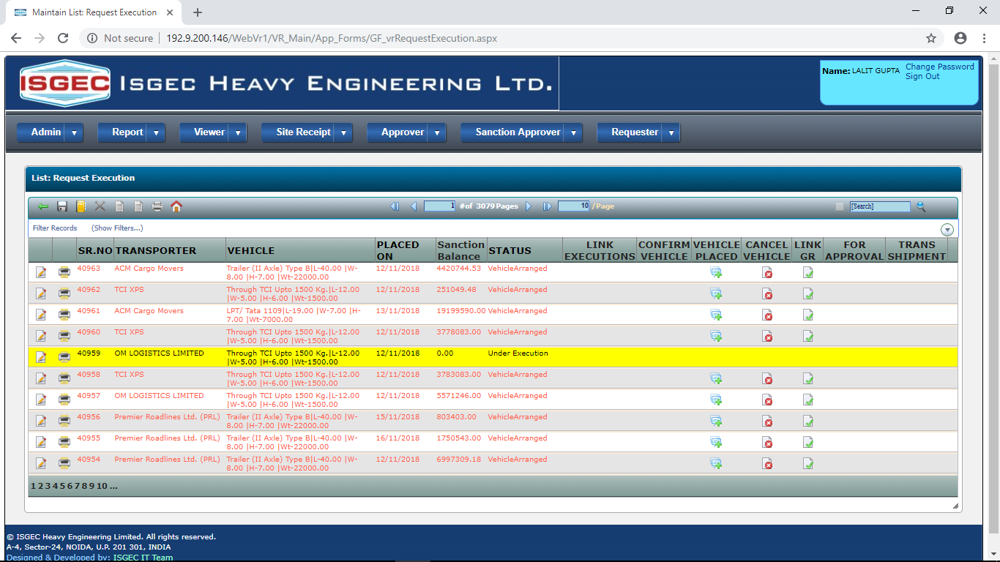 Maintain List: Request Execution
Not secure | 192.9.200.146/WebVr1/VR_Main/App_Forms/GF_vrRequestExecution.aspx
ISGEC ISGEC HEAVY ENGINEERING LTD.
Name: LALIT GUPTA Change Password
Sign Out
Admin Report Viewer Site Receipt Approver Sanction Approver Requester
List: Request Execution
1 #of 3079 Pages 10 /Page [Search]
Filter Records (Show Filters...)
SR.NO TRANSPORTER VEHICLE PLACED ON Sanction Balance STATUS LINK EXECUTIONS CONFIRM VEHICLE VEHICLE PLACED CANCEL VEHICLE LINK GR FOR APPROVAL TRANS SHIPMENT
40963 ACM Cargo Movers Trailer (II Axle) Type B|L-40.00 |W- 12/11/2018 4420744.53 VehicleArranged
8.00 |H-7.00 |Wt-22000.00
40962 TCI XPS Through TCI Upto 1500 Kg.|L-12.00 12/11/2018 251049.48 VehicleArranged
|W-5.00 |H-6.00 |Wt-1500.00
40961 ACM Cargo Movers LPT/ Tata 1109|L-19.00 |W-7.00 |H- 13/11/2018 19199590.00 VehicleArranged
7.00 |Wt-7000.00
40960 TCI XPS Through TCI Upto 1500 Kg.|L-12.00 12/11/2018 3778083.00 VehicleArranged
|W-5.00 |H-6.00 |Wt-1500.00
40959 OM LOGISTICS LIMITED Through TCI Upto 1500 Kg.|L-12.00 12/11/2018 0.00 Under Execution
|W-5.00 |H-6.00 |Wt-1500.00
40958 TCI XPS Through TCI Upto 1500 Kg.|L-12.00 12/11/2018 3783083.00 VehicleArranged
|W-5.00 |H-6.00 |Wt-1500.00
40957 OM LOGISTICS LIMITED Through TCI Upto 1500 Kg.|L-12.00 12/11/2018 5571246.00 VehicleArranged
|W-5.00 |H-6.00 |Wt-1500.00
40956 Premier Roadlines Ltd. (PRL) Trailer (II Axle) Type B|L-40.00 |W- 15/11/2018 803403.00 VehicleArranged
8.00 |H-7.00 |Wt-22000.00
40955 Premier Roadlines Ltd. (PRL) Trailer (II Axle) Type B|L-40.00 |W- 16/11/2018 1750543.00 VehicleArranged
8.00 |H-7.00 |Wt-22000.00
40954 Premier Roadlines Ltd. (PRL) Trailer (II Axle) Type B|L-40.00 |W- 12/11/2018 6997309.18 VehicleArranged
8.00 |H-7.00 |Wt-22000.00
1 2 3 4 5 6 7 8 9 10 ...
© ISGEC Heavy Engineering Limited. All rights reserved.
A-4, Sector-24, NOIDA, U.P. 201 301, INDIA
Designed & Developed by: ISGEC IT Team